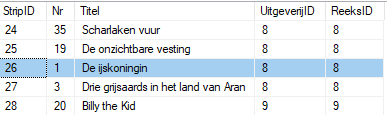 StripID Nr Titel UitgeverijID ReeksID
24 35 Scharlaken vuur 8 8
25 19 De onzichtbare vesting 8 8
26 1 De ijskoningin 8 8
27 3 Drie grijsaards in het land van Aran 8 8
28 20 Billy the Kid 9 9